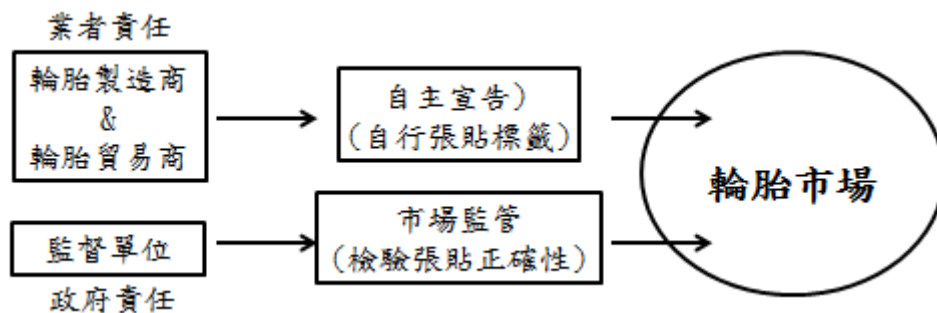 業者責任
輪胎製造商
&
輪胎貿易商
自主宣告)
(自行張貼標籤)
輪胎市場
監督單位
政府責任
市場監管
(檢驗張貼正確性)